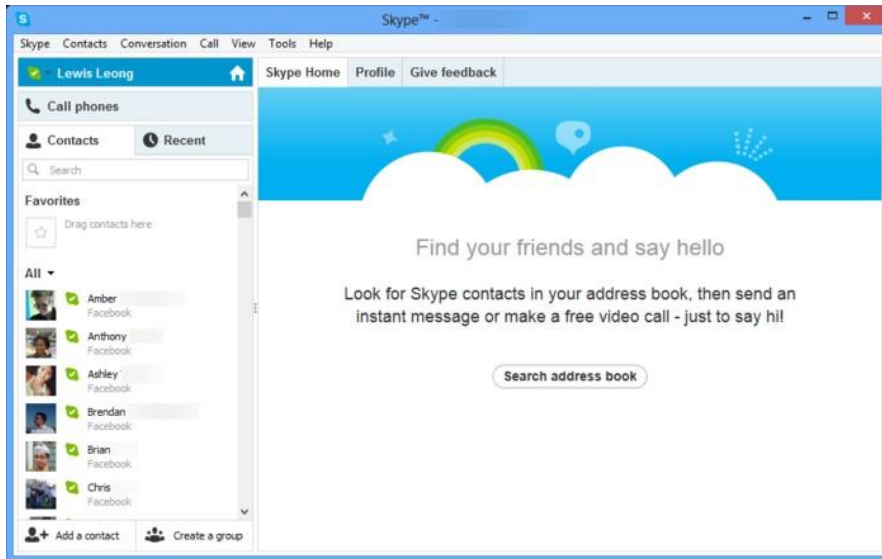 Skype™ -
Skype Contacts Conversation Call View Tools Help
Lewis Leong
Call phones
Contacts Recent
Search
Favorites
Drag contacts here
All
Amber
Facebook
Anthony
Facebook
Ashley
Facebook
Brendan
Facebook
Brian
Facebook
Chris
Facebook
Add a contact Create a group
Skype Home Profile Give feedback
Find your friends and say hello
Look for Skype contacts in your address book, then send an
instant message or make a free video call - just to say hi!
Search address book